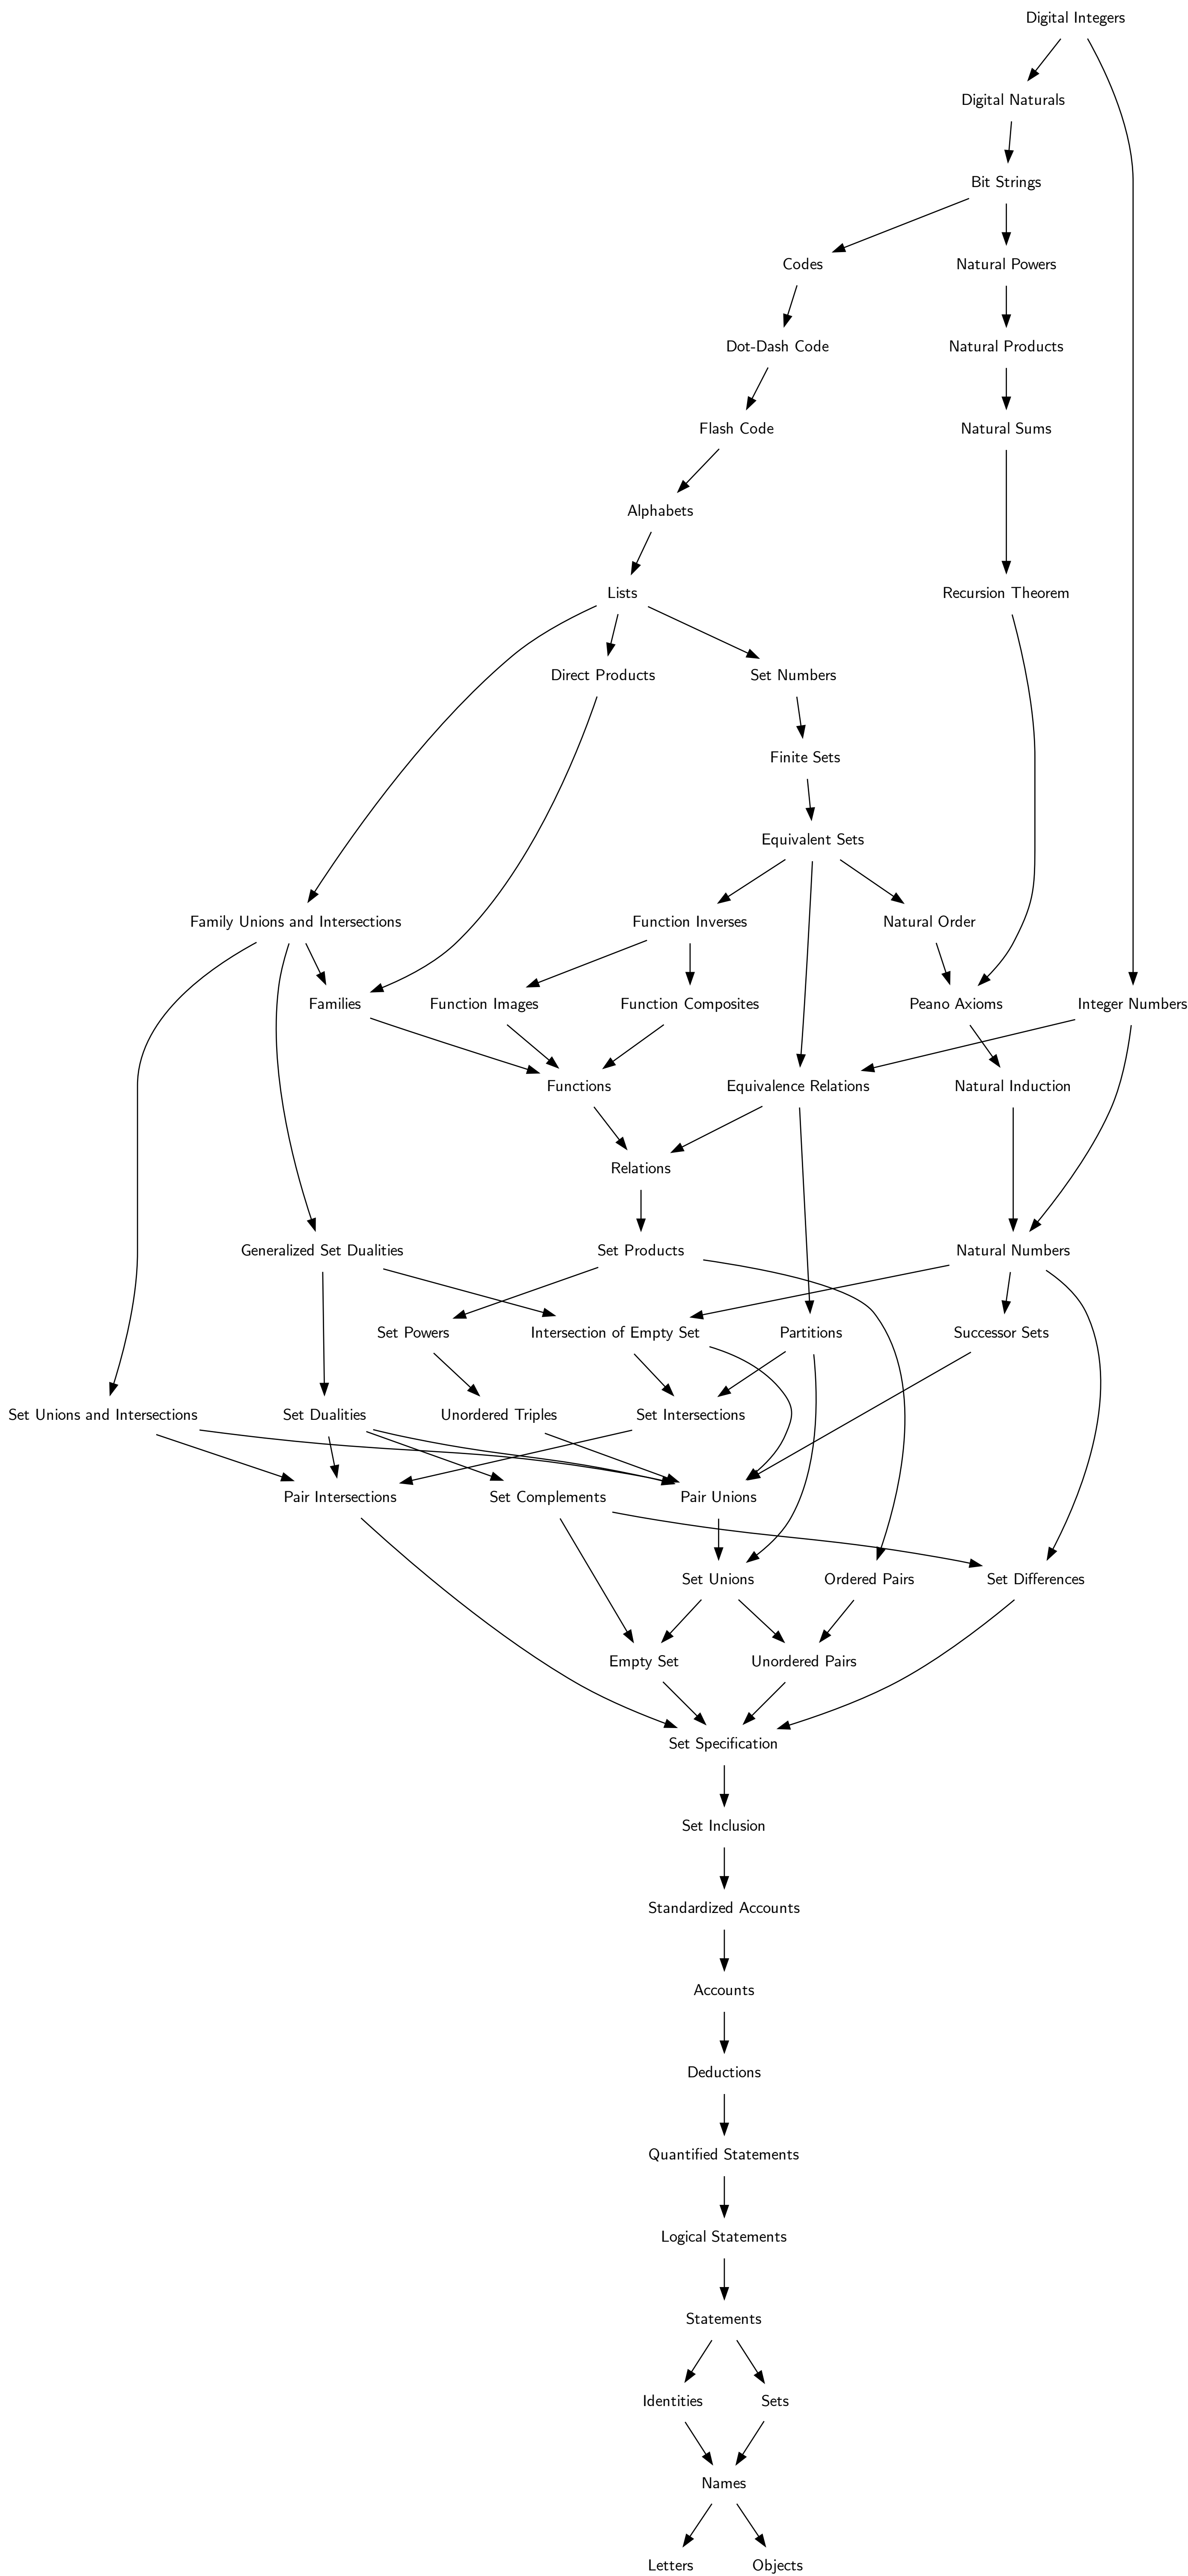 Digital Integers
Digital Naturals
Bit Strings
Codes
Natural Powers
Dot-Dash Code
Natural Products
Flash Code
Natural Sums
Alphabets
Lists
Recursion Theorem
Direct Products
Set Numbers
Finite Sets
Equivalent Sets
Family Unions and Intersections
Function Inverses
Natural Order
Families
Function Images
Function Composites
Peano Axioms
Integer Numbers
Functions
Equivalence Relations
Natural Induction
Relations
Generalized Set Dualities
Set Products
Natural Numbers
Set Powers
Intersection of Empty Set
Partitions
Successor Sets
Set Unions and Intersections
Set Dualities
Unordered Triples
Set Intersections
Pair Intersections
Set Complements
Pair Unions
Set Unions
Ordered Pairs
Set Differences
Empty Set
Unordered Pairs
Set Specification
Set Inclusion
Standardized Accounts
Accounts
Deductions
Quantified Statements
Logical Statements
Statements
Identities
Sets
Names
Letters
Objects